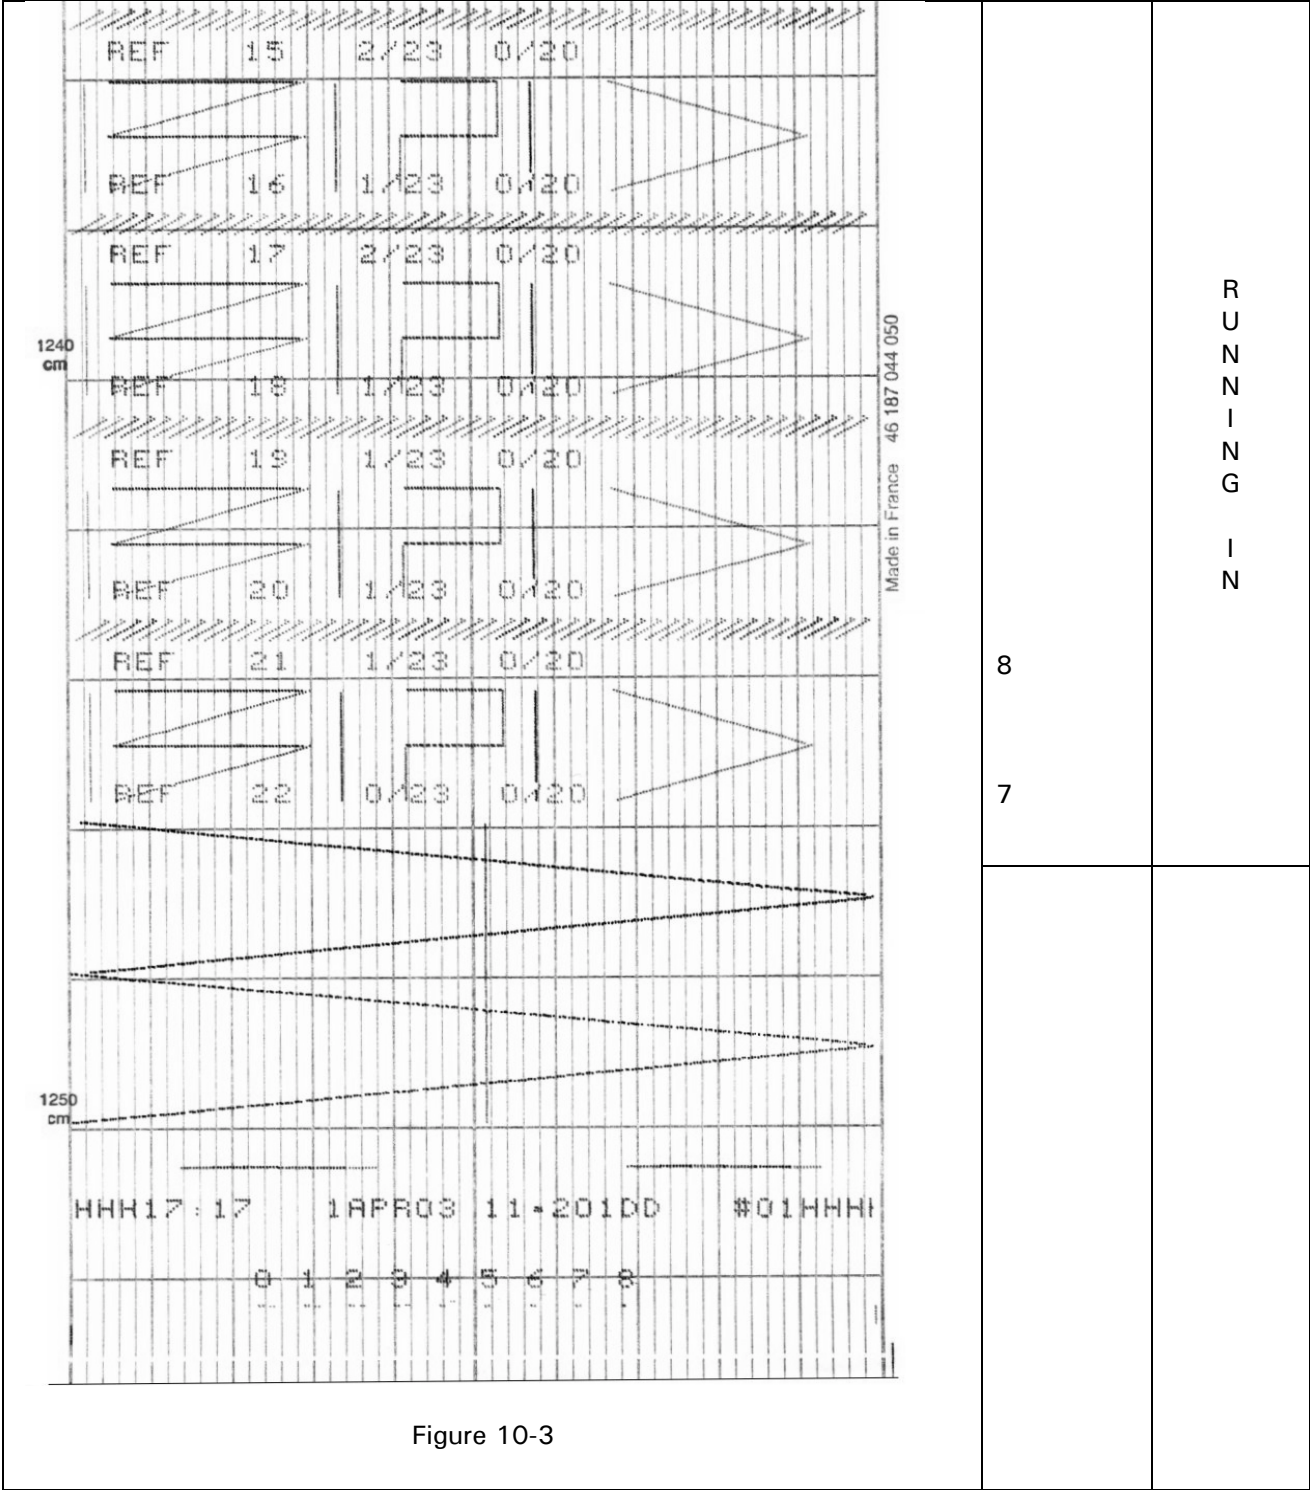 REF 15 2/23 0/20
REF 16 1/23 0/20
REF 17 2/23 0/20
1240
cm
REF 18 1/23 0/20
REF 19 1/23 0/20
REF 20 1/23 0/20
REF 21 1/23 0/20
REF 22 0/23 0/20
1250
cm
HHH17:17 1APR03 11*201DD #01HHHH
0 1 2 3 4 5 6 7 8
Made in France 46 187 044 050
8
7
R
U
N
N
I
N
G
I
N
Figure 10-3